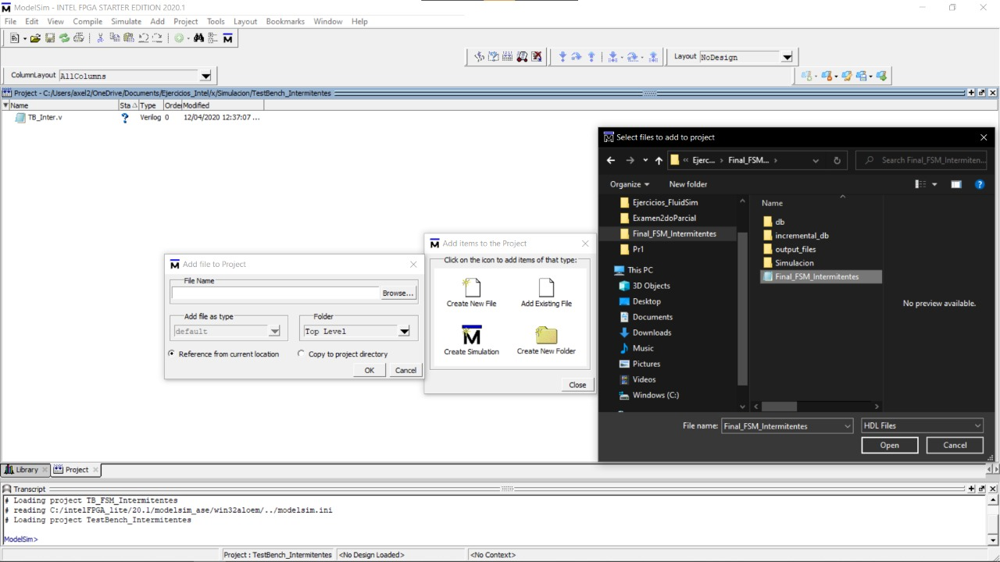 ModelSim - INTEL FPGA STARTER EDITION 2020.1
File Edit View Compile Simulate Add Project Tools Layout Bookmarks Window Help
Layout NoDesign
ColumnLayout AllColumns
Project - C:/Users/axel2/OneDrive/Documents/Ejercicios_Intel/x/Simulacion/TestBench_Intermitentes
Name Sta Type Orde Modified
TB_Inter.v ? Verilog 0 12/04/2020 12:37:07 ...
Select files to add to project
« Ejerc... › Final_FSM... ›
Search Final_FSM_Intermiten...
Organize New folder
Ejercicios_FluidSim
Examen2doParcial
Final_FSM_Intermitentes
Pr1
This PC
3D Objects
Desktop
Documents
Downloads
Music
Pictures
Videos
Windows (C:)
Name
db
incremental_db
output_files
Simulacion
Final_FSM_Intermitentes
No preview available.
File name: Final_FSM_Intermitentes HDL Files
Open Cancel
Add items to the Project
Click on the icon to add items of that type:
Create New File Add Existing File
Create Simulation Create New Folder
Close
Add file to Project
File Name
Browse...
Add file as type Folder
default Top Level
Reference from current location Copy to project directory
OK Cancel
Library Project
Transcript
# Loading project TB_FSM_Intermitentes
# reading C:/intelFPGA_lite/20.1/modelsim_ase/win32aloem/../modelsim.ini
# Loading project TestBench_Intermitentes
ModelSim>
Project : TestBench_Intermitentes <No Design Loaded> <No Context>